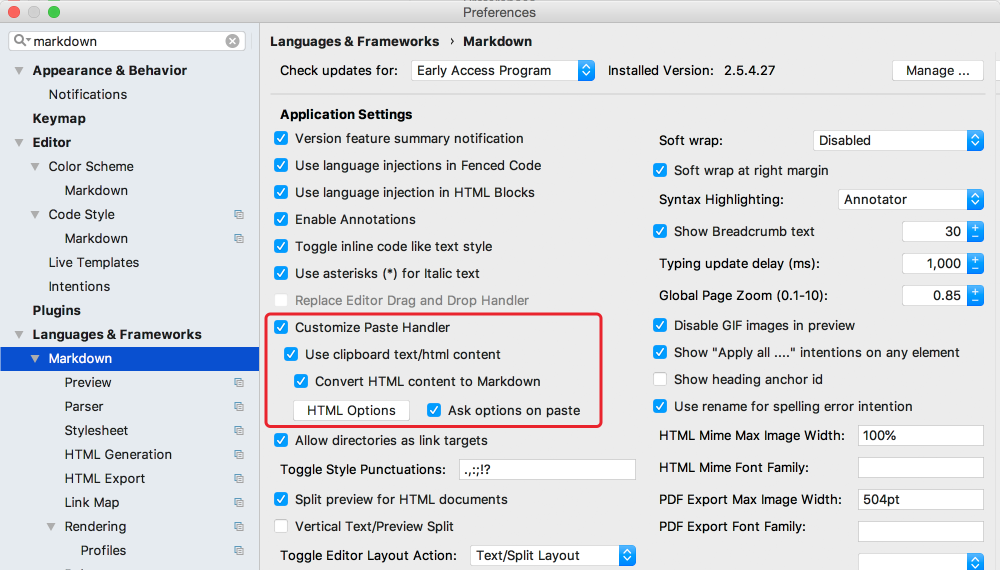 Preferences
markdown
Appearance & Behavior
Notifications
Keymap
Editor
Color Scheme
Markdown
Code Style
Markdown
Live Templates
Intentions
Plugins
Languages & Frameworks
Markdown
Preview
Parser
Stylesheet
HTML Generation
HTML Export
Link Map
Rendering
Profiles
Languages & Frameworks › Markdown
Check updates for: Early Access Program Installed Version: 2.5.4.27 Manage ...
Application Settings
Version feature summary notification
Use language injections in Fenced Code
Use language injection in HTML Blocks
Enable Annotations
Toggle inline code like text style
Use asterisks (*) for Italic text
Replace Editor Drag and Drop Handler
Customize Paste Handler
Use clipboard text/html content
Convert HTML content to Markdown
HTML Options Ask options on paste
Allow directories as link targets
Toggle Style Punctuations: .,:;!?
Split preview for HTML documents
Vertical Text/Preview Split
Toggle Editor Layout Action: Text/Split Layout
Soft wrap: Disabled
Soft wrap at right margin
Syntax Highlighting: Annotator
Show Breadcrumb text 30
Typing update delay (ms): 1,000
Global Page Zoom (0.1-10): 0.85
Disable GIF images in preview
Show "Apply all ...." intentions on any element
Show heading anchor id
Use rename for spelling error intention
HTML Mime Max Image Width: 100%
HTML Mime Font Family:
PDF Export Max Image Width: 504pt
PDF Export Font Family: